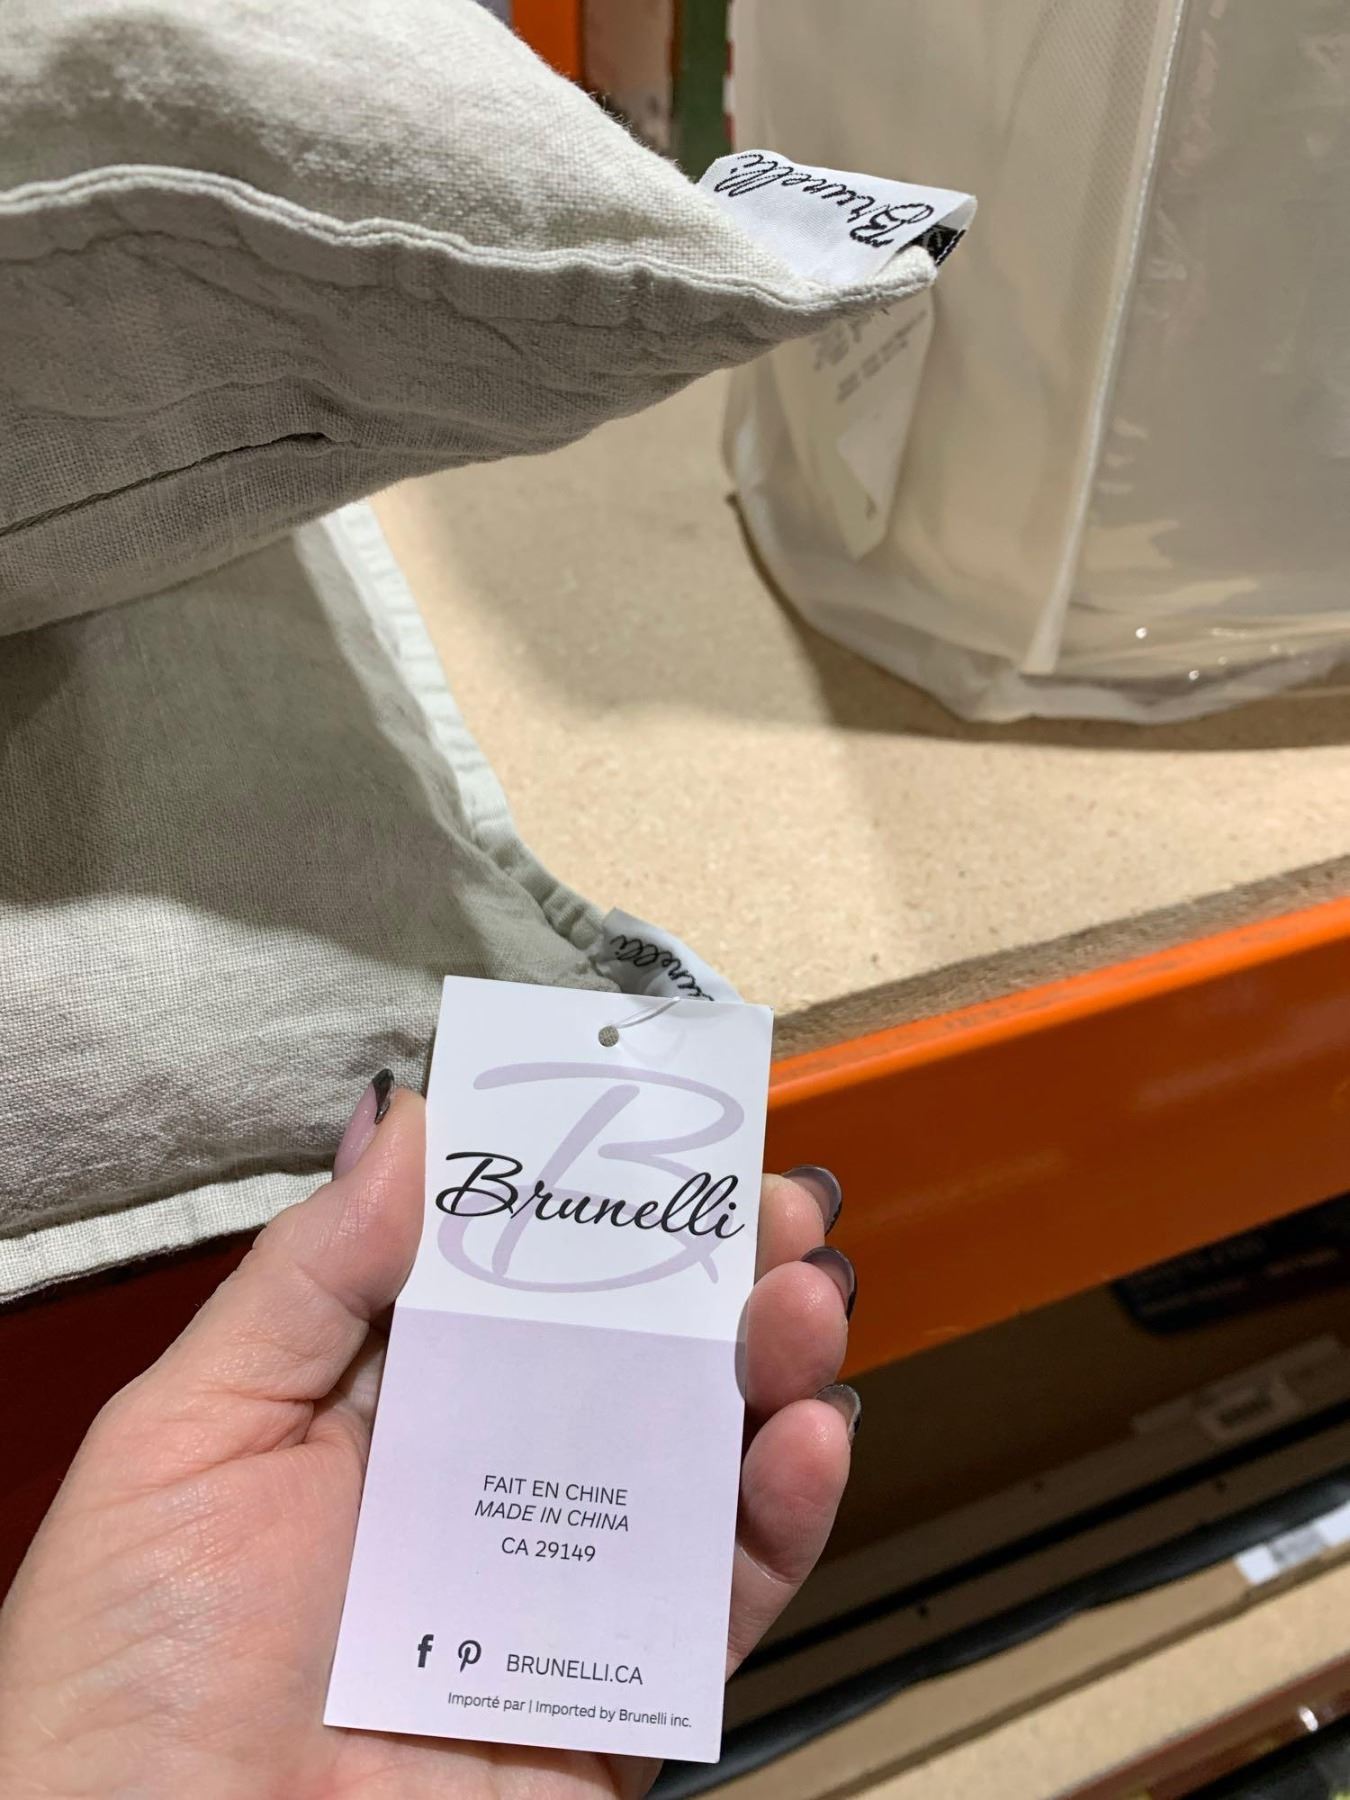 Brunelli
Brunelli
FAIT EN CHINE
MADE IN CHINA
CA 29149
BRUNELLI.CA
Importé par | Imported by Brunelli inc.